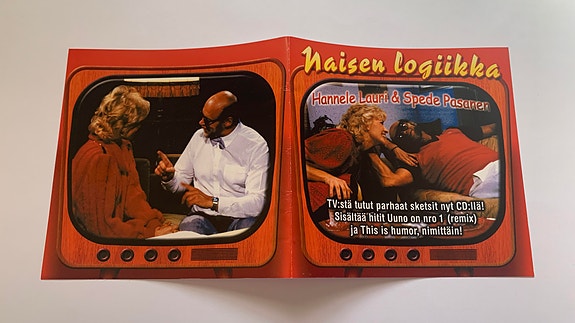 Naisen logiikka
Hannele Lauri & Spede Pasanen
TV:stä tutut parhaat sketsit nyt CD:llä!
Sisältää hitit Uuno on nro 1 (remix)
ja This is humor, nimittäin!